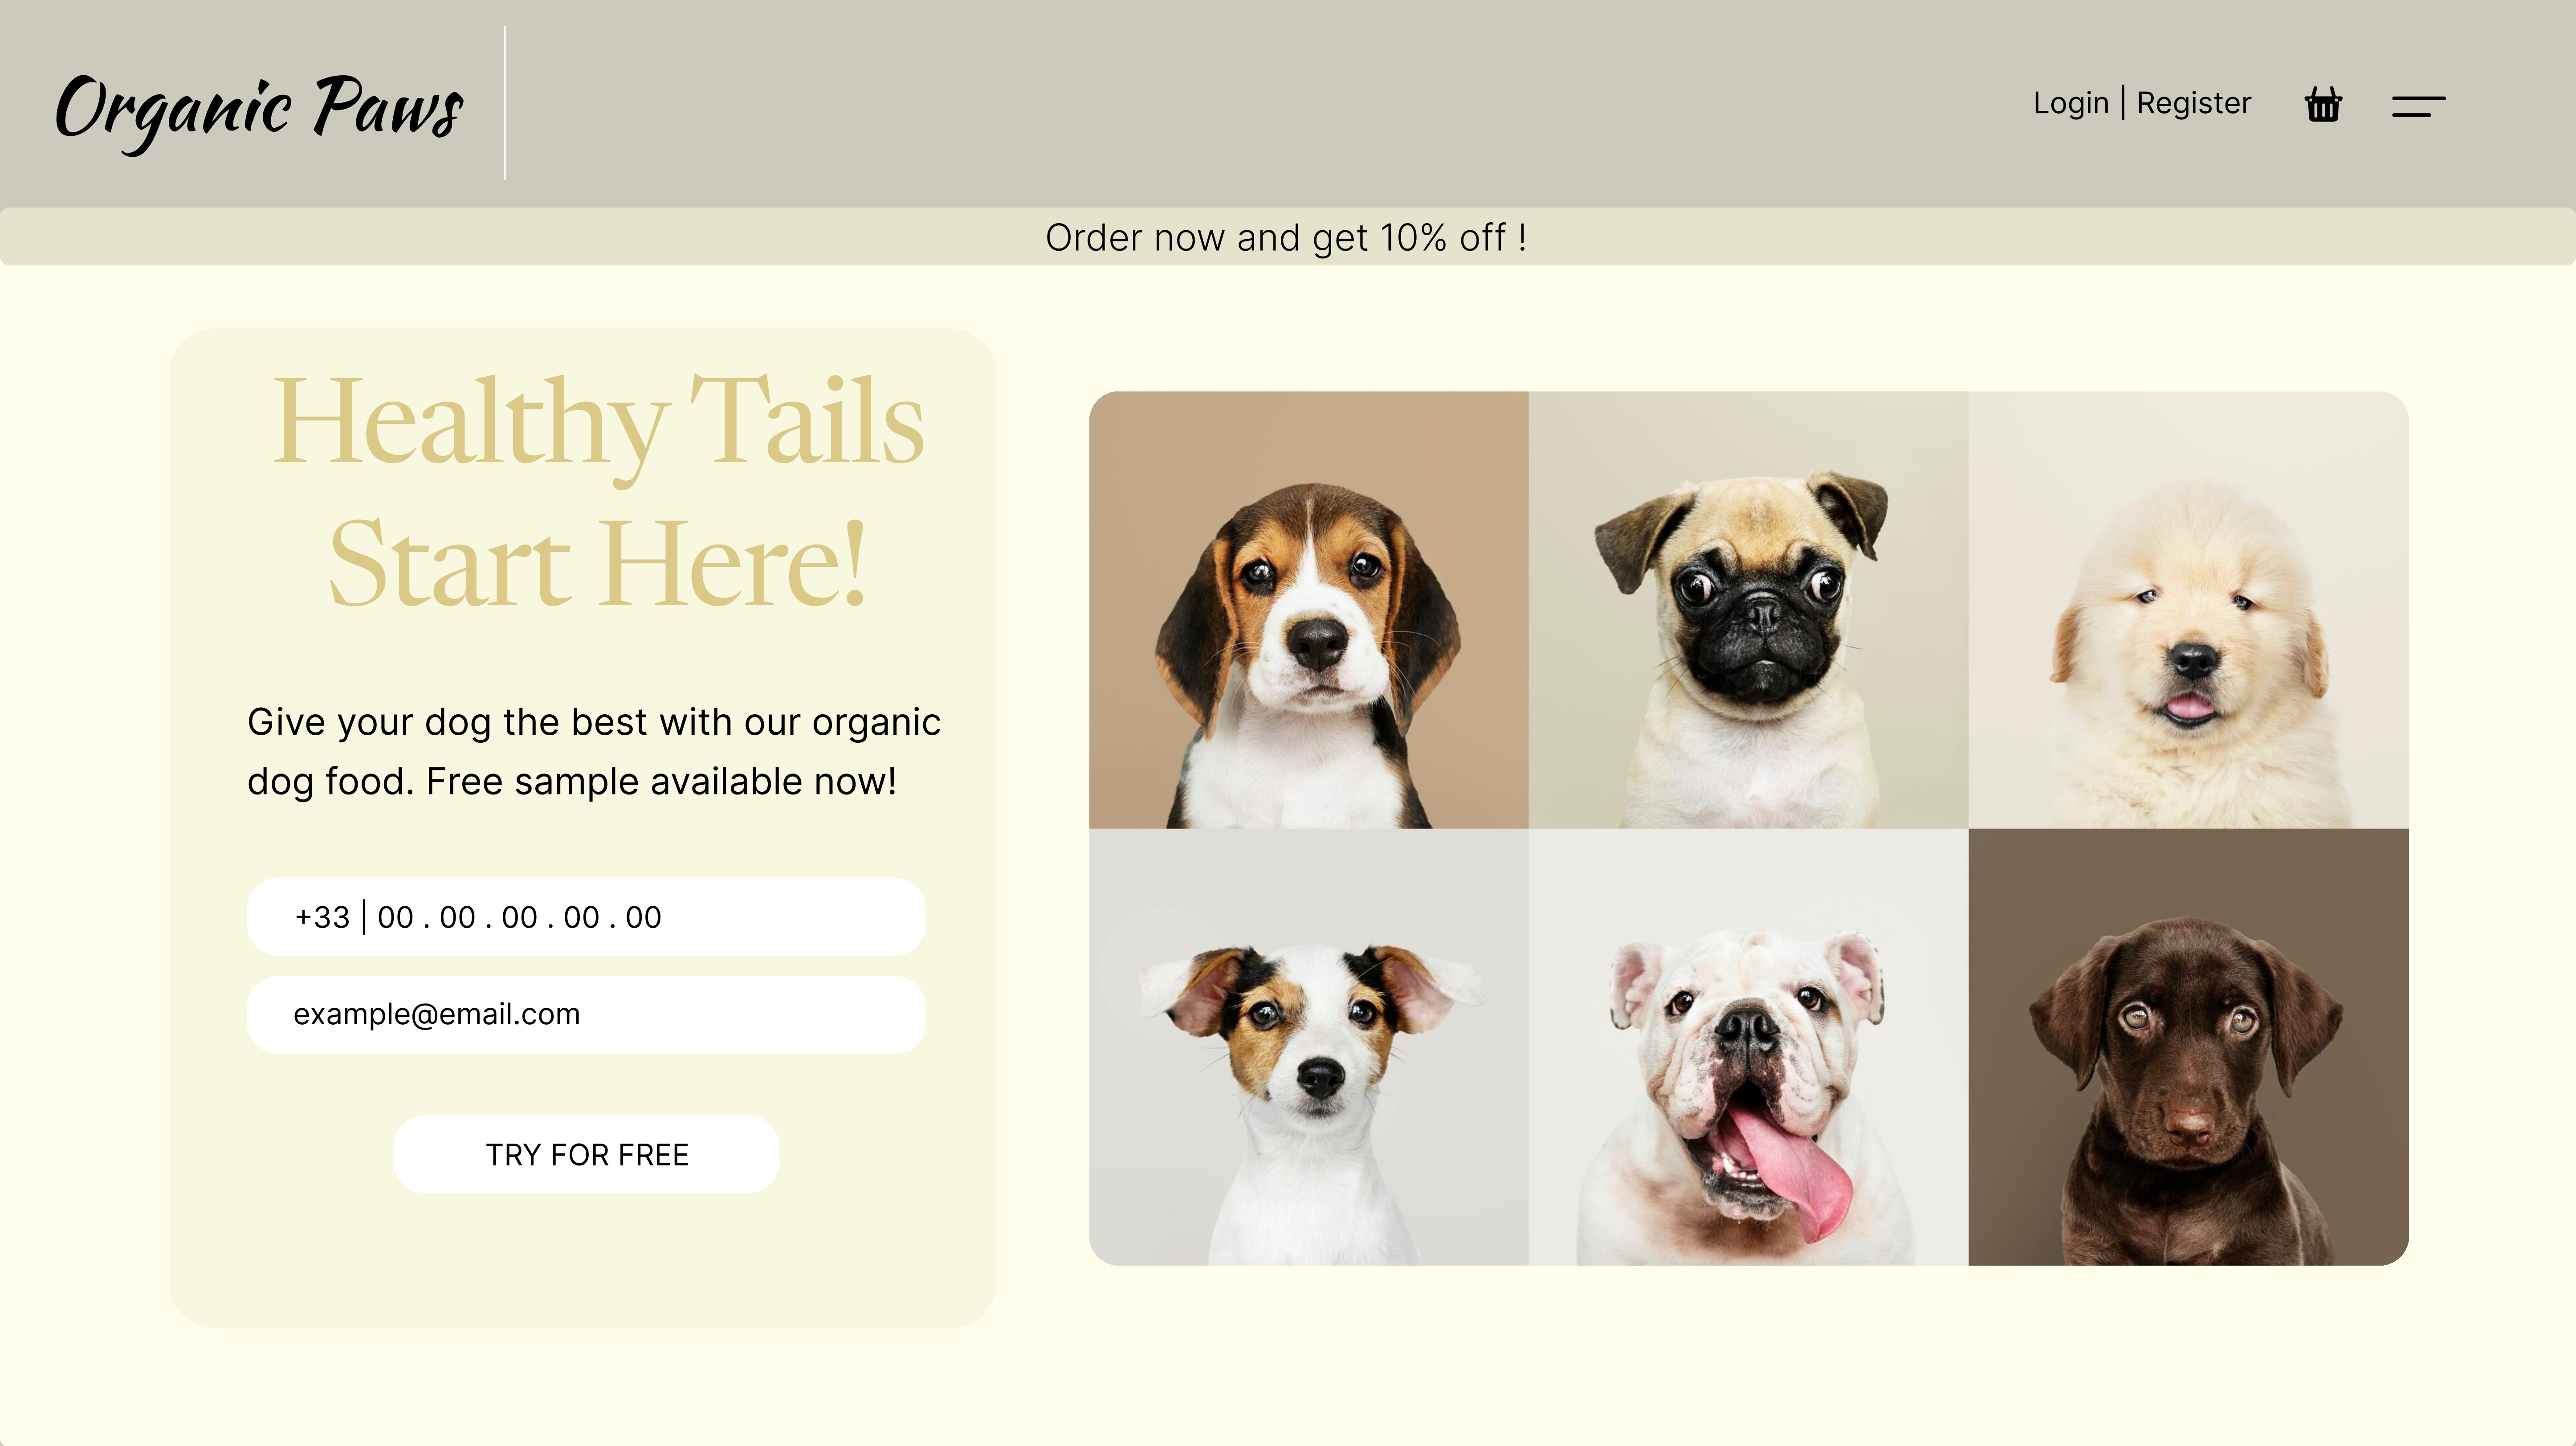 Organic Paws
Login | Register
Order now and get 10% off !
Healthy Tails
Start Here!
Give your dog the best with our organic
dog food. Free sample available now!
+33 | 00 . 00 . 00 . 00 . 00
example@email.com
TRY FOR FREE